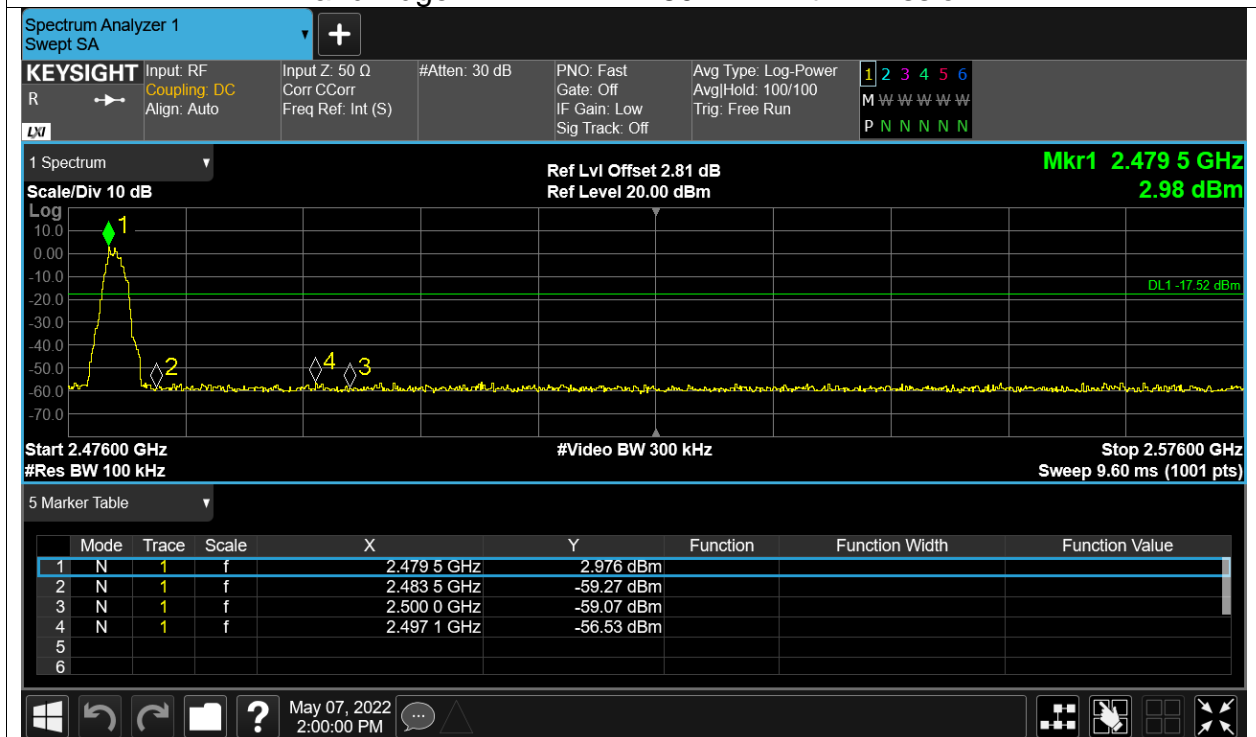 Spectrum Analyzer 1
Swept SA
+
KEYSIGHT
R
LXI
Input: RF
Coupling: DC
Align: Auto
Input Z: 50 Ω
Corr CCorr
Freq Ref: Int (S)
#Atten: 30 dB
PNO: Fast
Gate: Off
IF Gain: Low
Sig Track: Off
Avg Type: Log-Power
Avg|Hold: 100/100
Trig: Free Run
1 2 3 4 5 6
M W W W W W
P N N N N N
1 Spectrum
Scale/Div 10 dB
Ref Lvl Offset 2.81 dB
Ref Level 20.00 dBm
Mkr1 2.479 5 GHz
2.98 dBm
Log
10.0
0.00
-10.0
-20.0
-30.0
-40.0
-50.0
-60.0
-70.0
1
2
4
3
DL1 -17.52 dBm
Start 2.47600 GHz
#Res BW 100 kHz
#Video BW 300 kHz
Stop 2.57600 GHz
Sweep 9.60 ms (1001 pts)
5 Marker Table
Mode Trace Scale X Y Function Function Width Function Value
1 N 1 f 2.479 5 GHz 2.976 dBm
2 N 1 f 2.483 5 GHz -59.27 dBm
3 N 1 f 2.500 0 GHz -59.07 dBm
4 N 1 f 2.497 1 GHz -56.53 dBm
5
6
?
May 07, 2022
2:00:00 PM